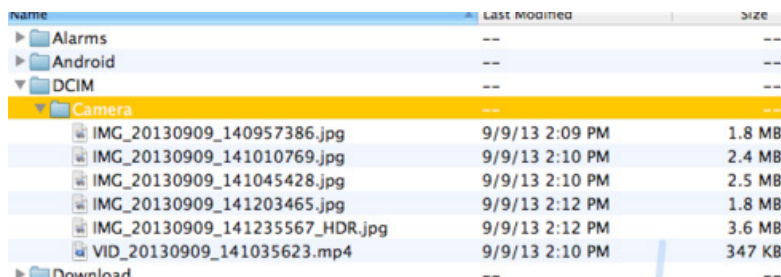 Name Last Modified Size
Alarms -- --
Android -- --
DCIM -- --
Camera -- --
IMG_20130909_140957386.jpg 9/9/13 2:09 PM 1.8 MB
IMG_20130909_141010769.jpg 9/9/13 2:10 PM 2.4 MB
IMG_20130909_141045428.jpg 9/9/13 2:10 PM 2.5 MB
IMG_20130909_141203465.jpg 9/9/13 2:12 PM 1.8 MB
IMG_20130909_141235567_HDR.jpg 9/9/13 2:12 PM 3.6 MB
VID_20130909_141035623.mp4 9/9/13 2:10 PM 347 KB
Download -- --